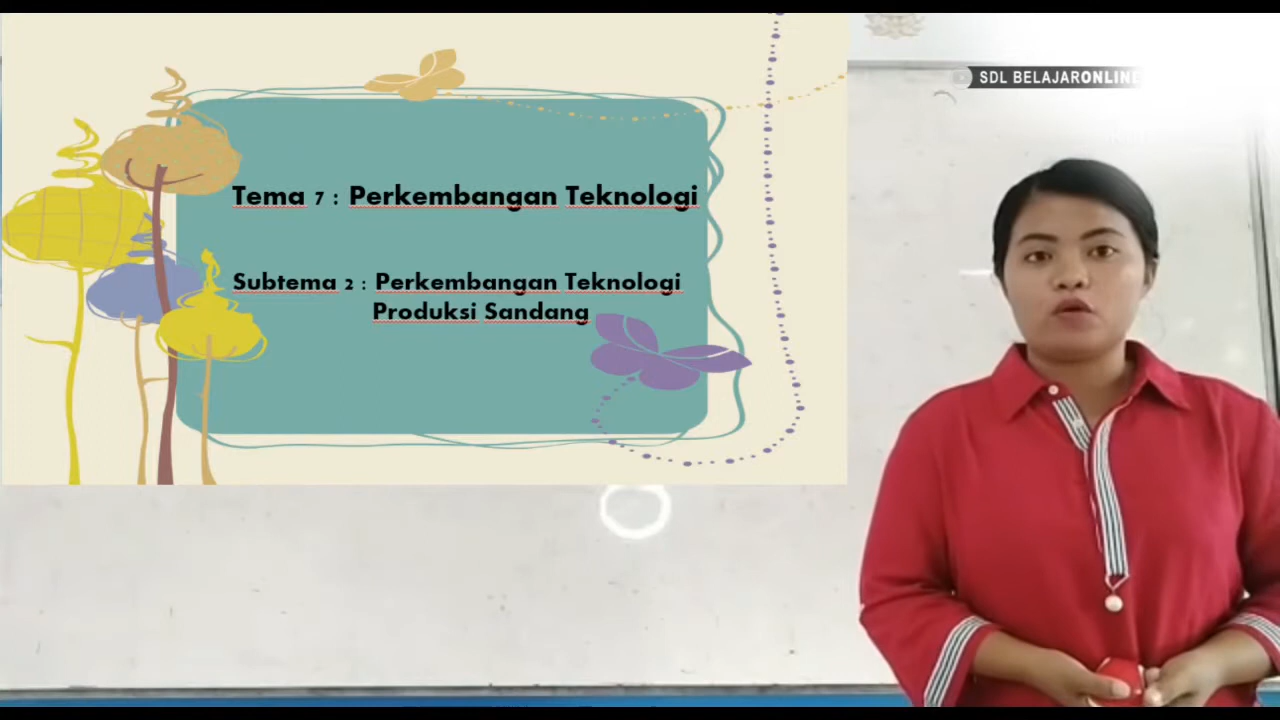 Tema 7 : Perkembangan Teknologi
Subtema 2 : Perkembangan Teknologi
Produksi Sandang
SDL BELAJARONLINE